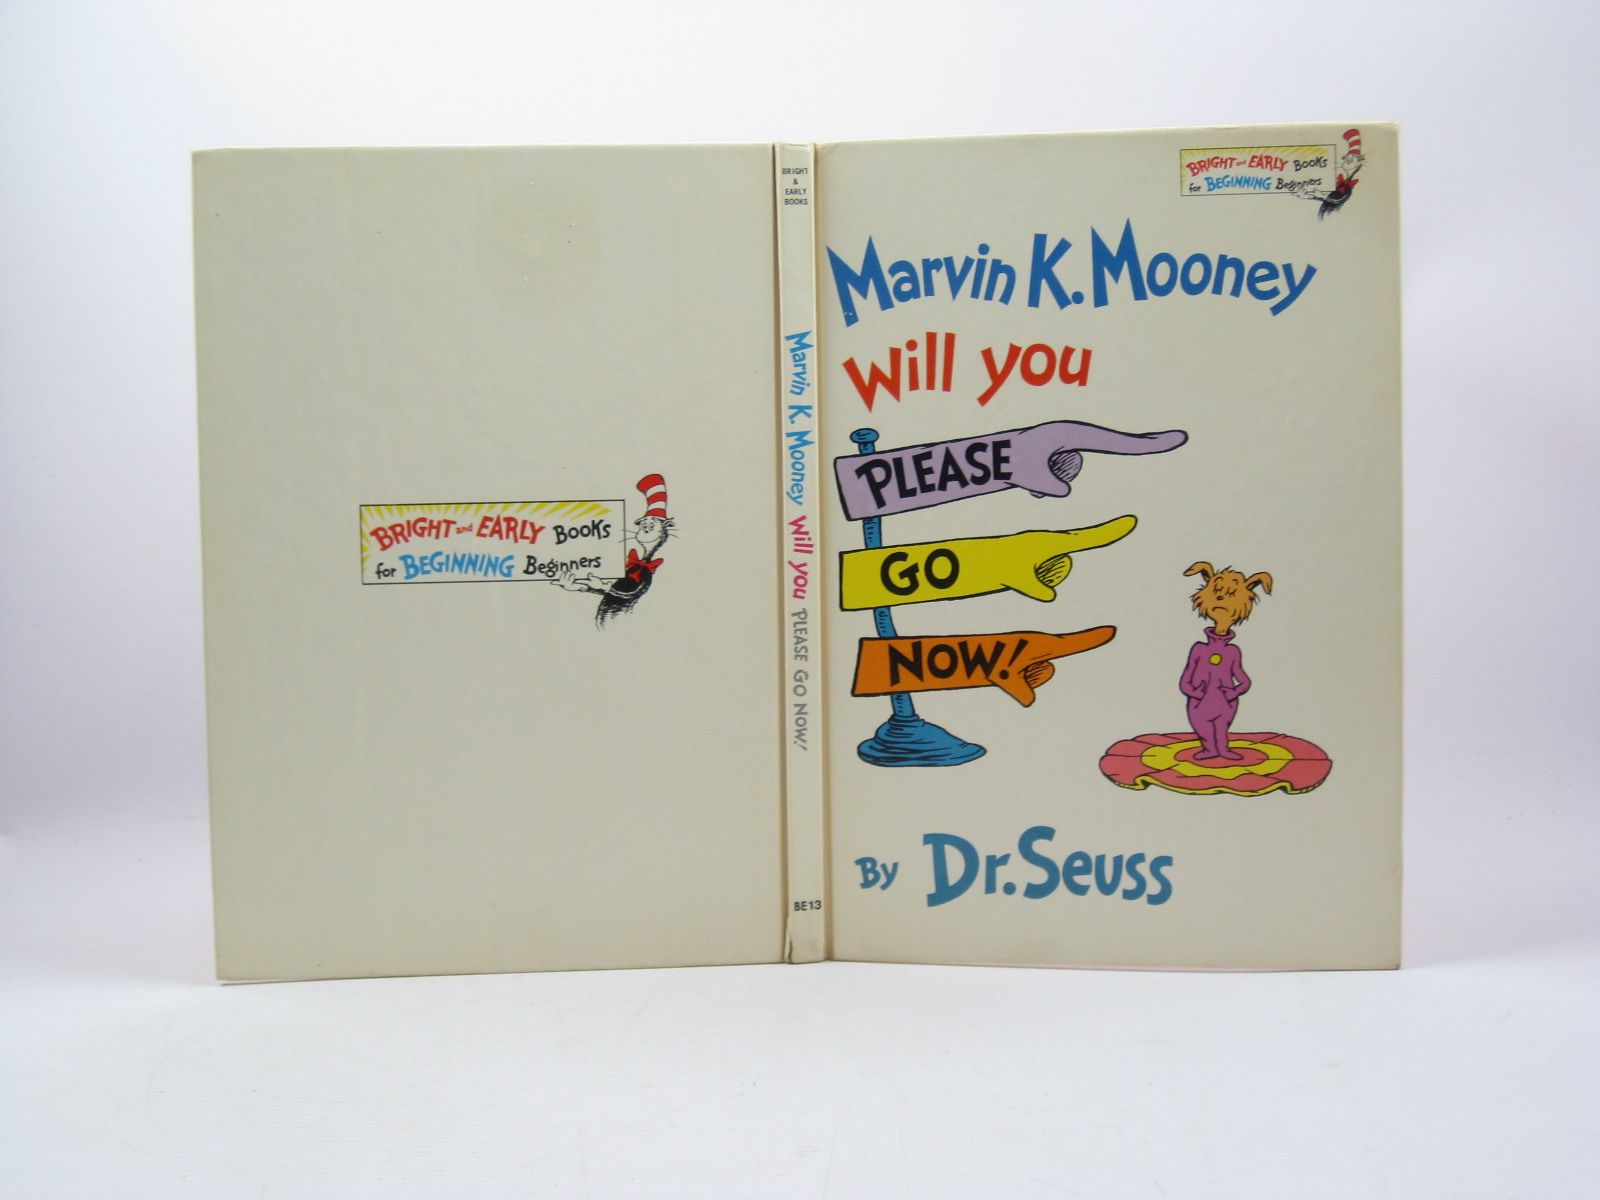 BRIGHT and EARLY BOOKS
for BEGINNING Beginners
BRIGHT
&
EARLY
BOOKS
Marvin K. Mooney Will you PLEASE GO NOW!
BE13
BRIGHT and EARLY BOOKS
for BEGINNING Beginners
Marvin K. Mooney
Will you
PLEASE
GO
NOW!
By Dr. Seuss